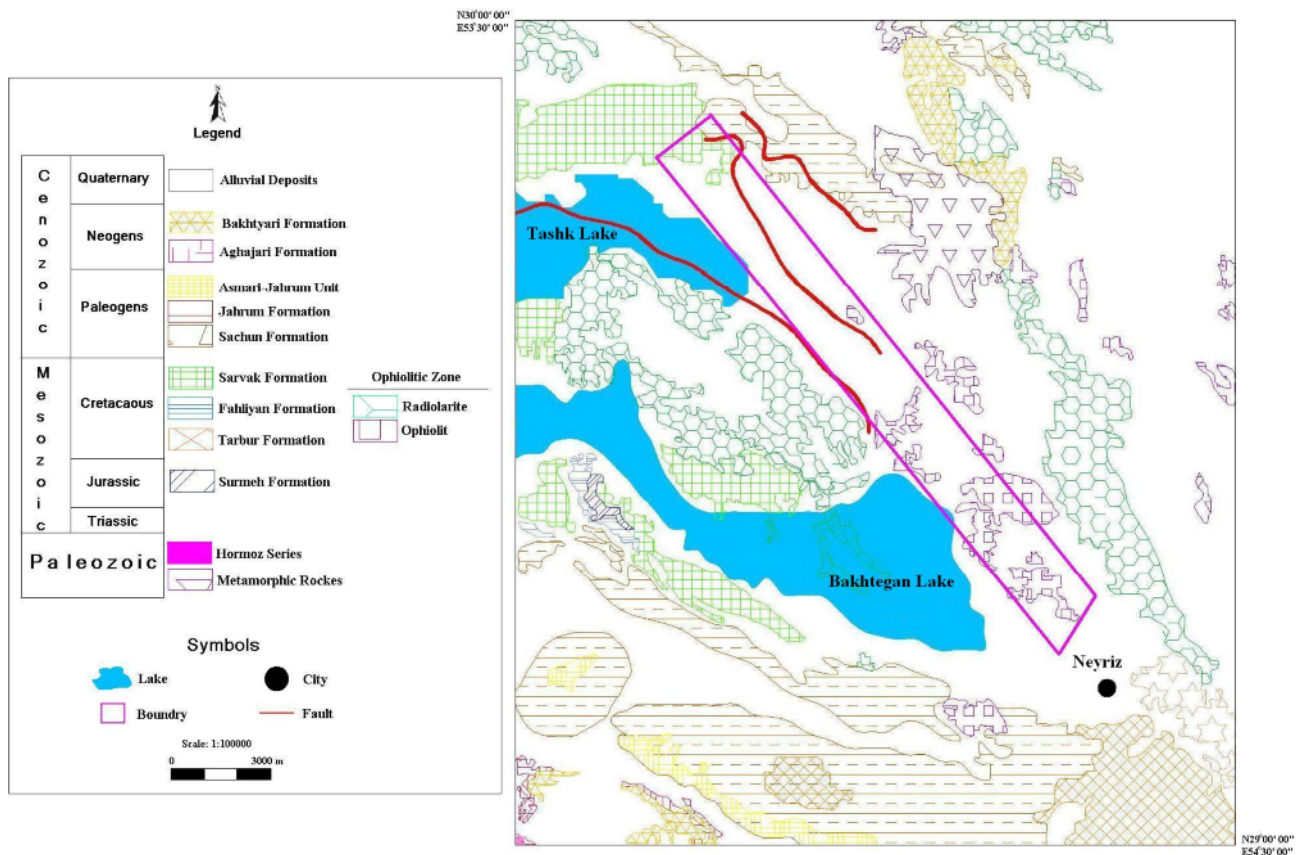 N30°00'00"
E53°30'00"
Legend
Cenozoic
Quaternary
Alluvial Deposits
Neogens
Bakhtyari Formation
Aghajari Formation
Paleogens
Asmari-Jahrum Unit
Jahrum Formation
Sachun Formation
Mesozoic
Cretacaous
Sarvak Formation
Fahliyan Formation
Tarbur Formation
Jurassic
Surmeh Formation
Triassic
Ophiolitic Zone
Radiolarite
Ophiolit
Paleozoic
Hormoz Series
Metamorphic Rockes
Symbols
Lake
City
Boundry
Fault
Scale: 1:100000
0 3000 m
Tashk Lake
Bakhtegan Lake
Neyriz
N29°00'00"
E54°30'00"